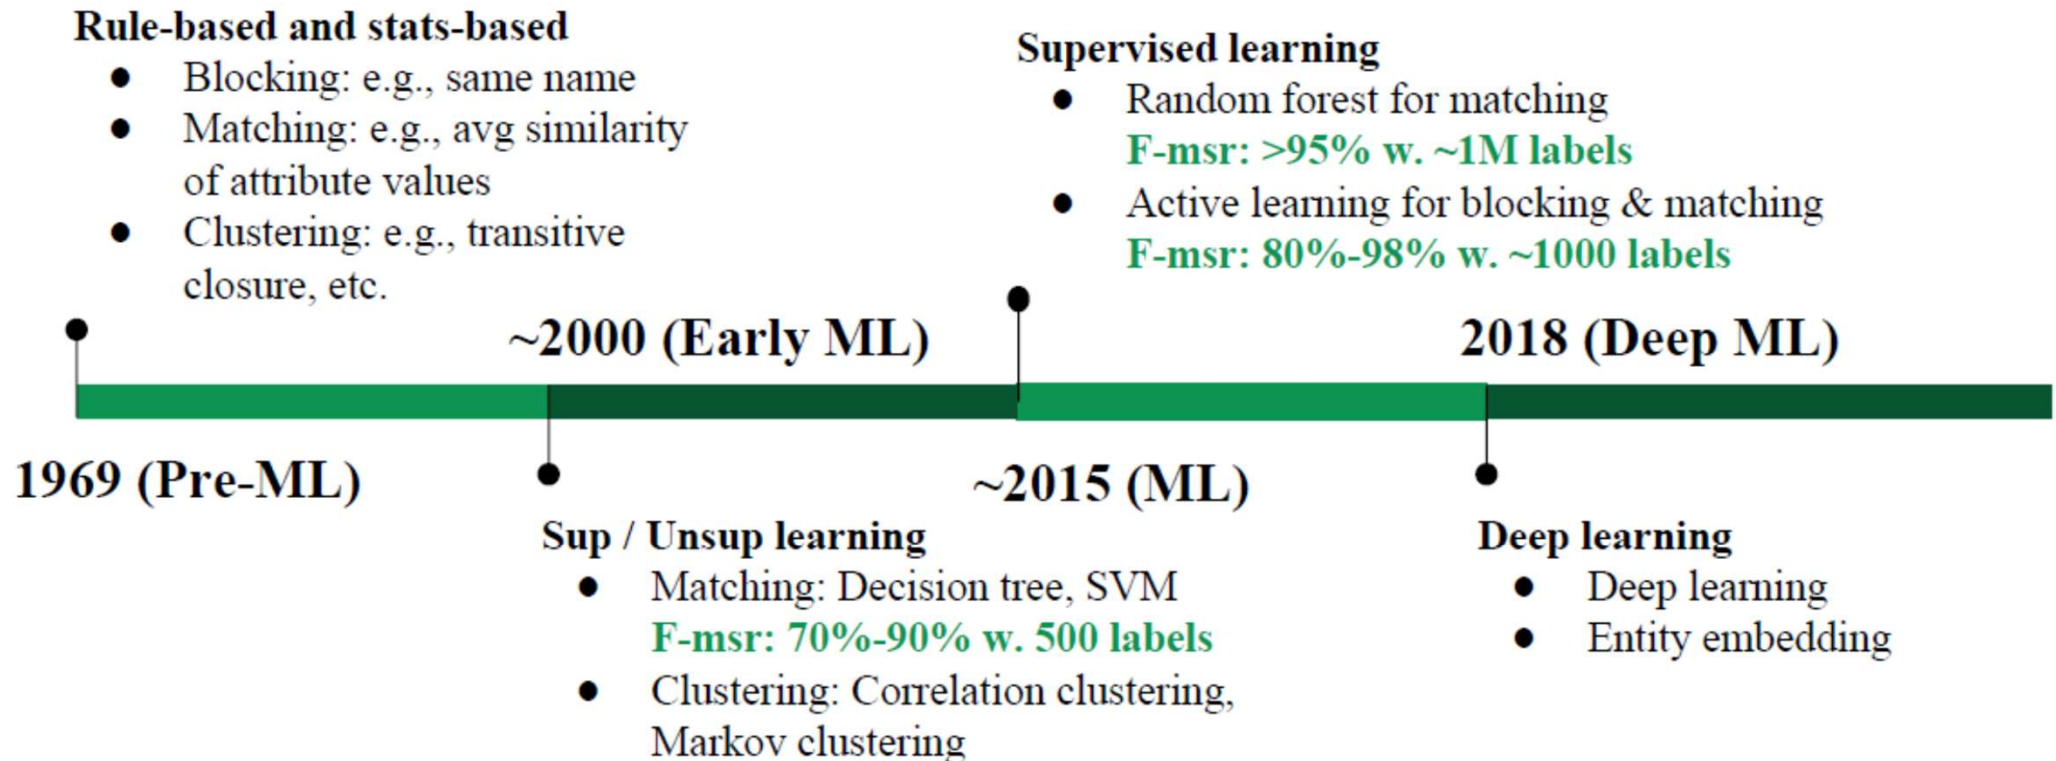 Rule-based and stats-based
● Blocking: e.g., same name
● Matching: e.g., avg similarity
of attribute values
● Clustering: e.g., transitive
closure, etc.
Supervised learning
● Random forest for matching
F-msr: >95% w. ~1M labels
● Active learning for blocking & matching
F-msr: 80%-98% w. ~1000 labels
~2000 (Early ML)
2018 (Deep ML)
1969 (Pre-ML)
~2015 (ML)
Sup / Unsup learning
● Matching: Decision tree, SVM
F-msr: 70%-90% w. 500 labels
● Clustering: Correlation clustering,
Markov clustering
Deep learning
● Deep learning
● Entity embedding